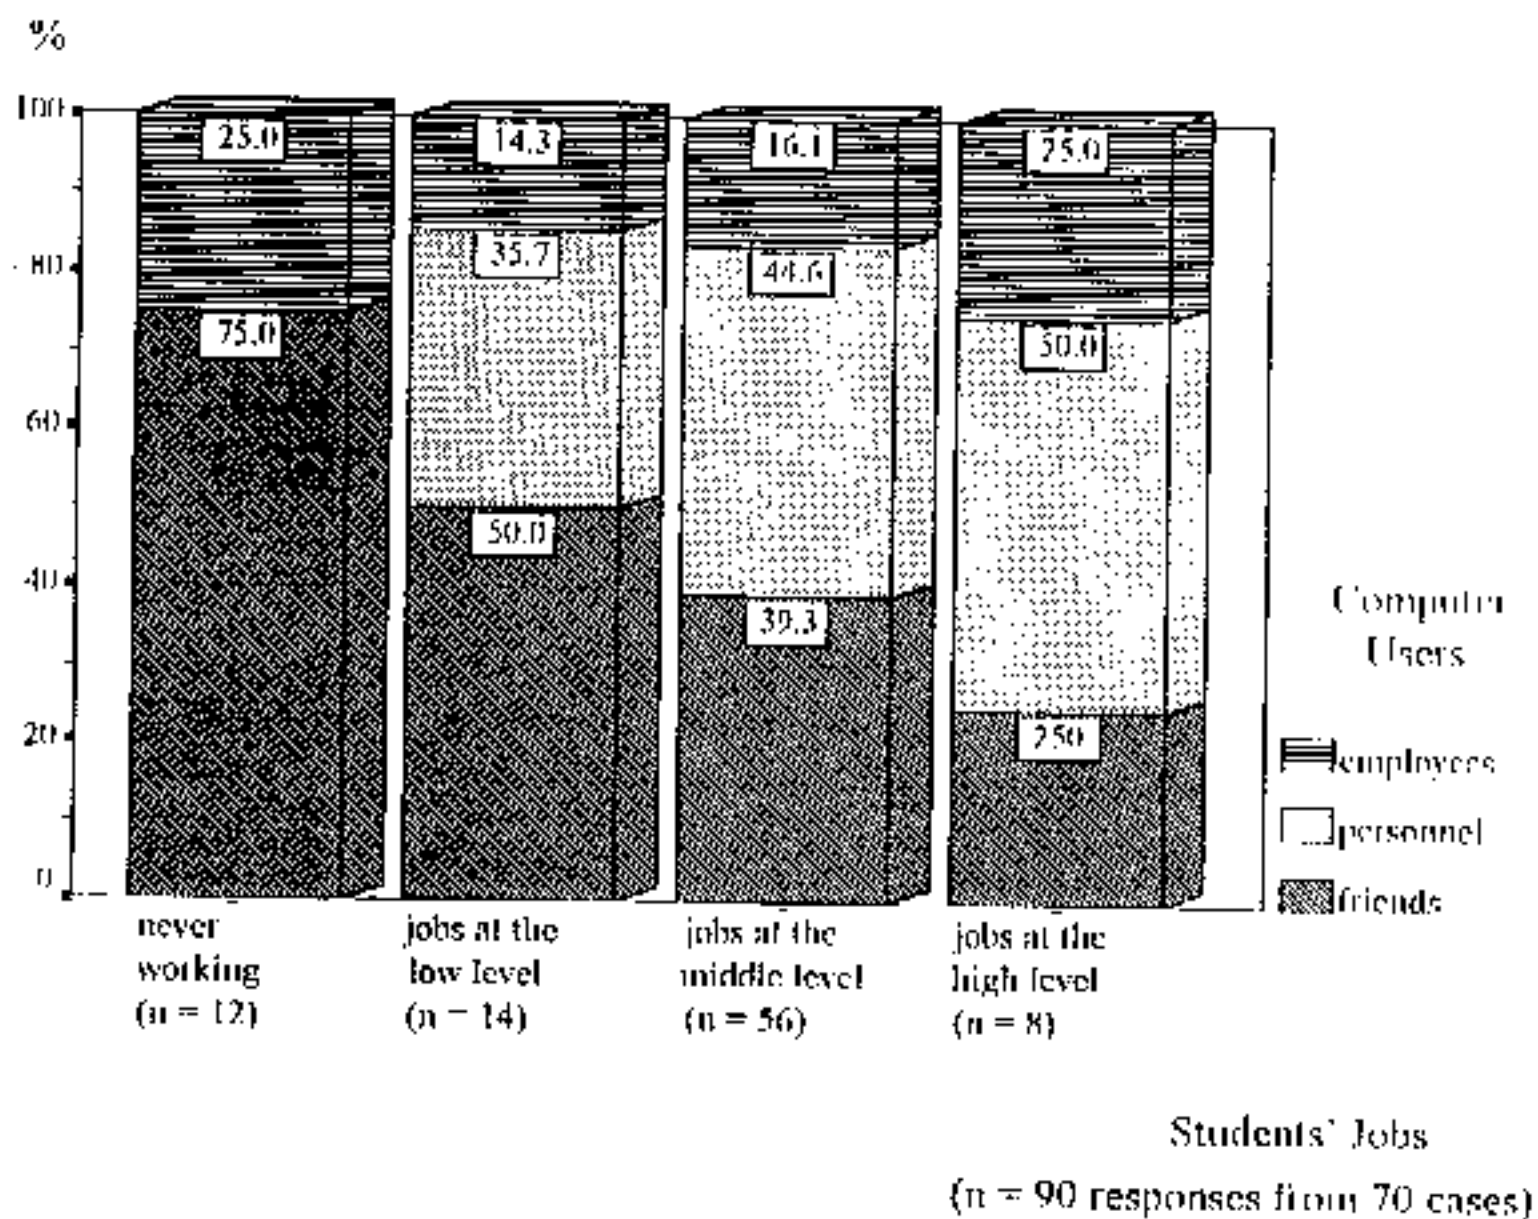 %
100
80
60
40
20
0
25.0
75.0
14.3
35.7
50.0
16.1
44.6
39.3
25.0
50.0
250
never
working
(n = 12)
jobs at the
low level
(n = 14)
jobs at the
middle level
(n = 56)
jobs at the
high level
(n = 8)
Computer
Users
employees
personnel
friends
Students' Jobs
(n = 90 responses from 70 cases)